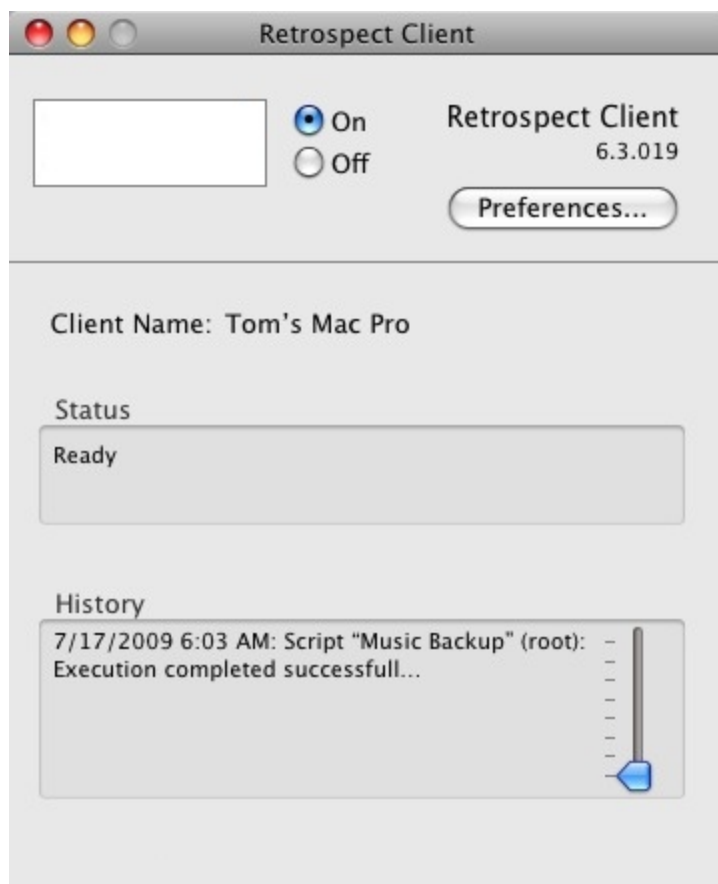 Retrospect Client
On
Off
Retrospect Client
6.3.019
Preferences...
Client Name: Tom's Mac Pro
Status
Ready
History
7/17/2009 6:03 AM: Script “Music Backup" (root):
Execution completed successfull...